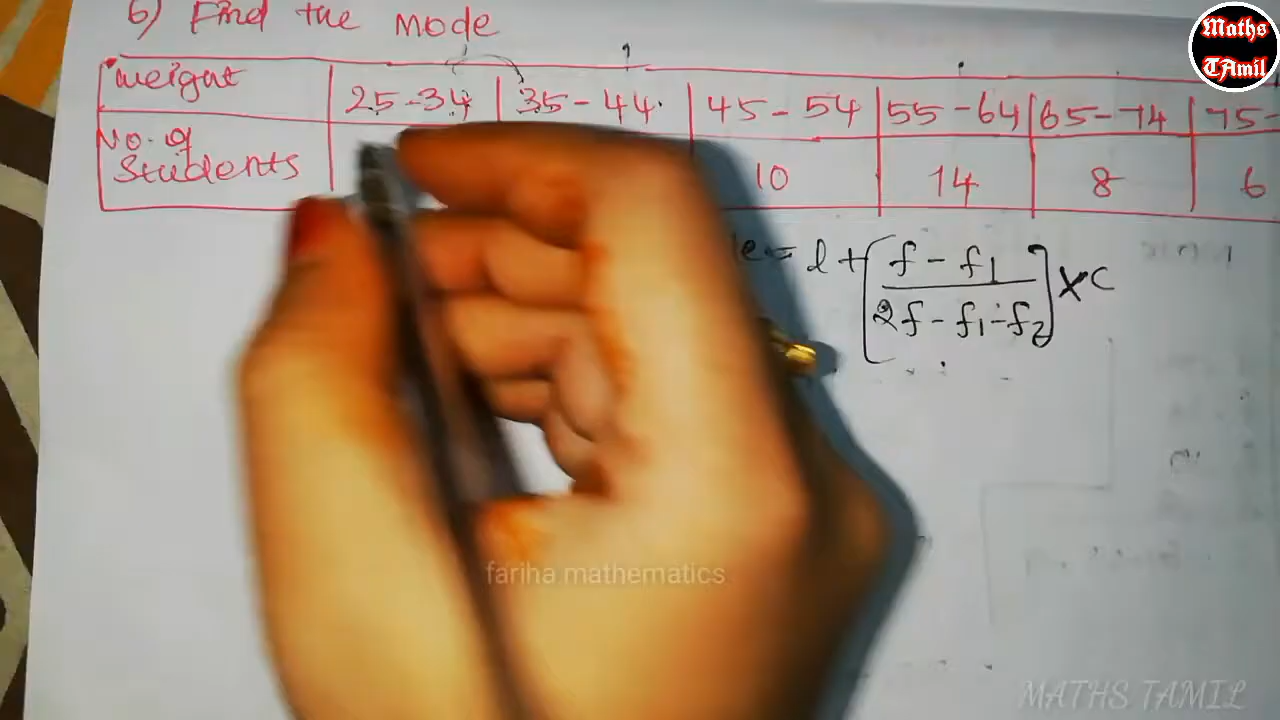 6) Find the mode
Maths
TAmil
Weight 25-34 35-44 45-54 55-64 65-74 75-
No. of
Students 10 14 8 6
= l + [ f - f1 / 2f - f1 - f2 ] x c
fariha mathematics
MATHS TAMIL